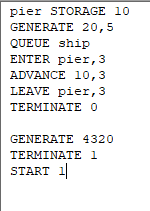 pier STORAGE 10
GENERATE 20,5
QUEUE ship
ENTER pier,3
ADVANCE 10,3
LEAVE pier,3
TERMINATE 0

GENERATE 4320
TERMINATE 1
START 1